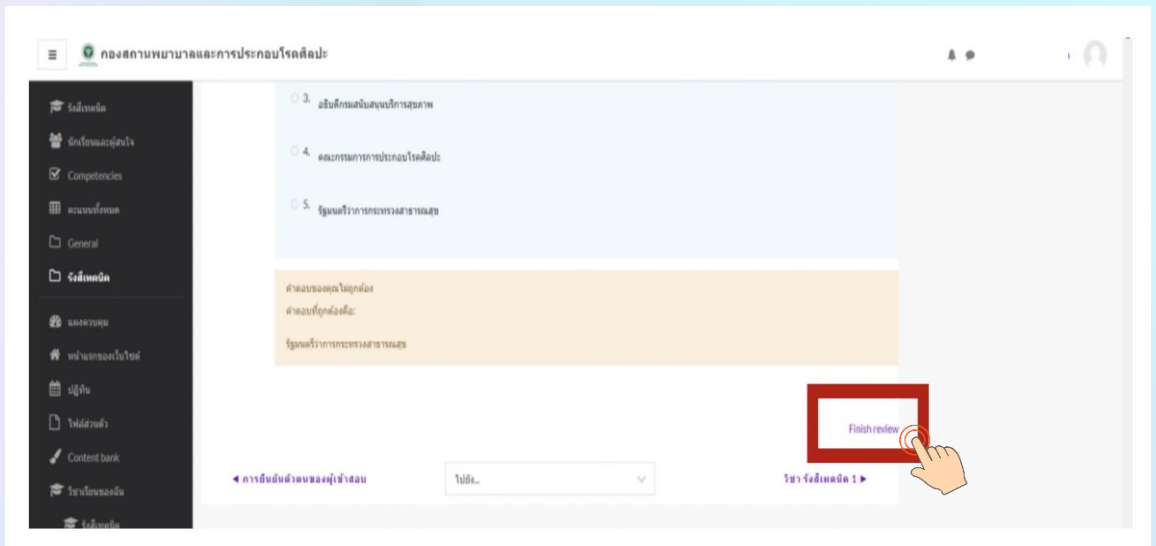 กองสถานพยาบาลและการประกอบโรคศิลปะ
รังสีเทคนิค
นักเรียนและผู้สนใจ
Competencies
คะแนนทั้งหมด
General
รังสีเทคนิค
แผงควบคุม
หน้าแรกของเว็บไซต์
ปฏิทิน
ไฟล์ส่วนตัว
Content bank
วิชาเรียนของฉัน
รังสีเทคนิค
3. อธิบดีกรมสนับสนุนบริการสุขภาพ
4. คณะกรรมการการประกอบโรคศิลปะ
5. รัฐมนตรีว่าการกระทรวงสาธารณสุข
คำตอบของคุณไม่ถูกต้อง
คำตอบที่ถูกต้องคือ:
รัฐมนตรีว่าการกระทรวงสาธารณสุข
Finish review
◄ การยืนยันตัวตนของผู้เข้าสอบ
ไปยัง...
วิชา รังสีเทคนิค 1 ►